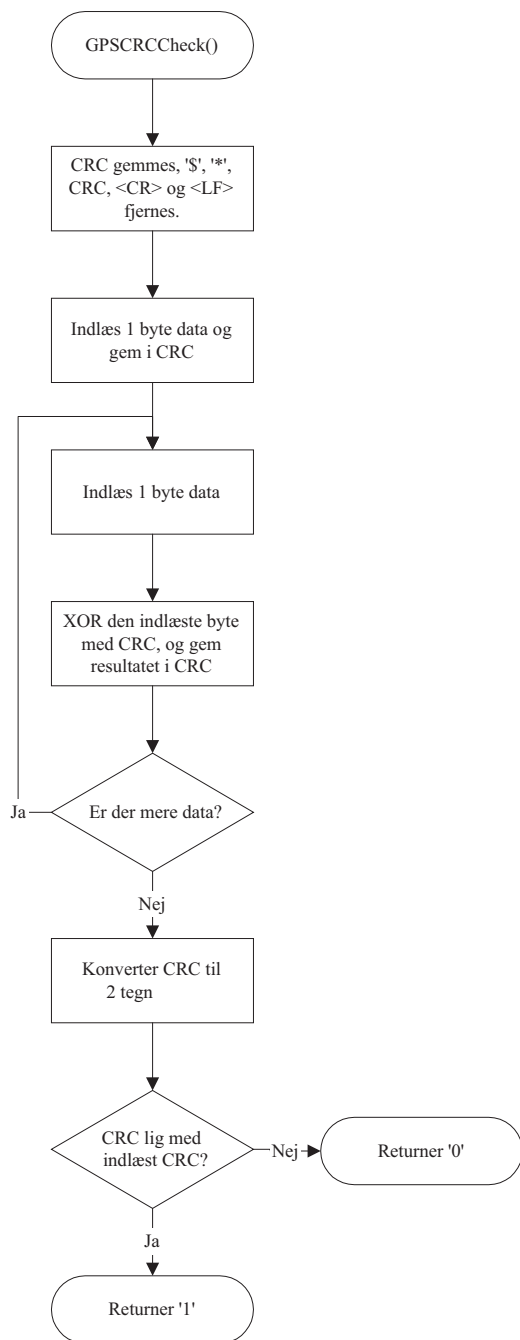 GPSCRCCheck()
CRC gemmes, '$', '*',
CRC, <CR> og <LF>
fjernes.
Indlæs 1 byte data og
gem i CRC
Indlæs 1 byte data
XOR den indlæste byte
med CRC, og gem
resultatet i CRC
Er der mere data?
Ja
Nej
Konverter CRC til
2 tegn
CRC lig med
indlæst CRC?
Nej
Returner '0'
Ja
Returner '1'